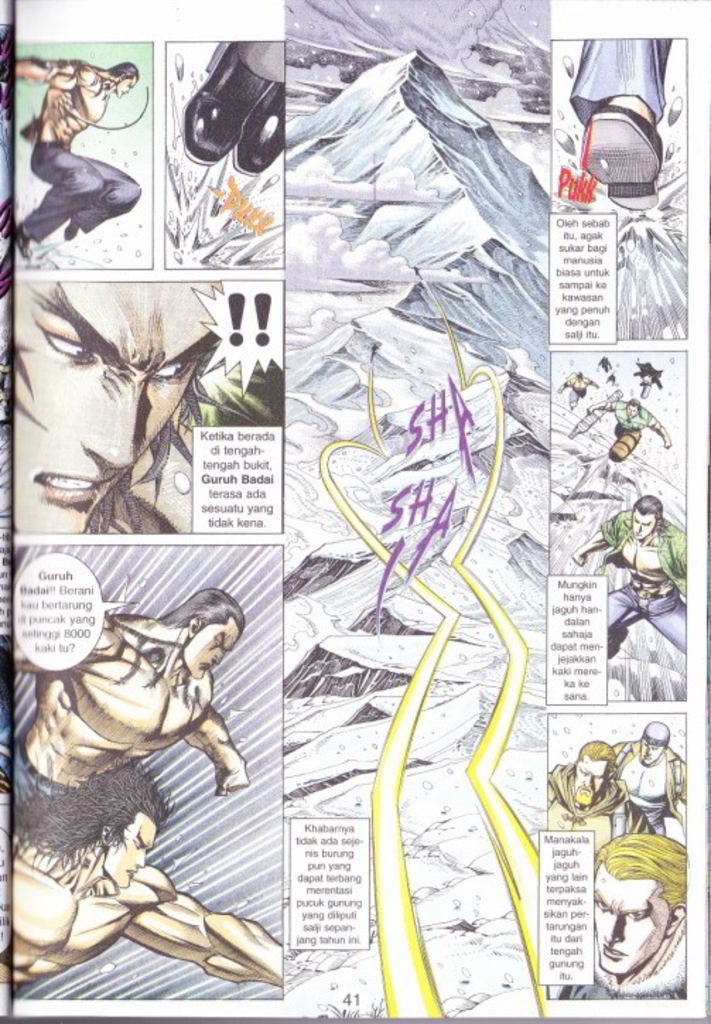 PUKK
PUKK
Oleh sebab
itu, agak
sukar bagi
manusia
biasa untuk
sampai ke
kawasan
yang penuh
dengan
salji itu.
!!
Ketika berada
di tengah-
tengah bukit,
Guruh Badai
terasa ada
sesuatu yang
tidak kena.
SHA
SHA
Mungkin
hanya
jaguh han-
dalan
sahaja
dapat men-
jejakkan
kaki mere-
ka ke
sana.
Guruh
Badai!! Berani
kau bertarung
di puncak yang
setinggi 8000
kaki itu?
Khabarnya
tidak ada seje-
nis burung
pun yang
dapat terbang
merentasi
pucuk gunung
yang diliputi
salji sepan-
jang tahun ini.
Manakala
jaguh-
jaguh
yang lain
terpaksa
menyak-
sikan per-
tarungan
itu dari
tengah
gunung
itu.
41